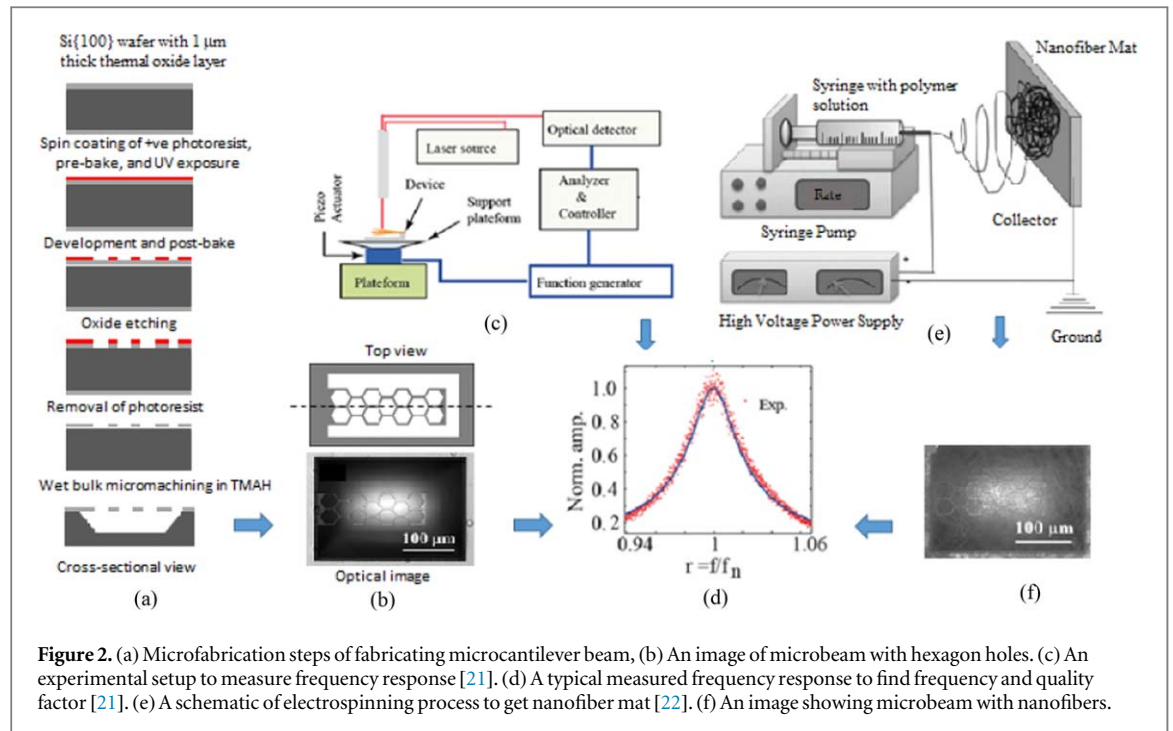 Si{100} wafer with 1 μm
thick thermal oxide layer
Spin coating of +ve photoresist,
pre-bake, and UV exposure
Development and post-bake
Oxide etching
Removal of photoresist
Wet bulk micromachining in TMAH
Cross-sectional view
(a)
Top view
100 μm
Optical image
(b)
Laser source
Optical detector
Analyzer
&
Controller
Device
Support
plateform
Piezo
Actuator
Plateform
Function generator
(c)
Norm. amp.
1.0
0.8
0.6
0.4
0.2
Exp.
0.94
1
1.06
r =f/fn
(d)
Nanofiber Mat
Syringe with polymer
solution
Rate
Syringe Pump
Collector
+
-
High Voltage Power Supply
Ground
(e)
100 μm
(f)
Figure 2. (a) Microfabrication steps of fabricating microcantilever beam, (b) An image of microbeam with hexagon holes. (c) An
experimental setup to measure frequency response [21]. (d) A typical measured frequency response to find frequency and quality
factor [21]. (e) A schematic of electrospinning process to get nanofiber mat [22]. (f) An image showing microbeam with nanofibers.